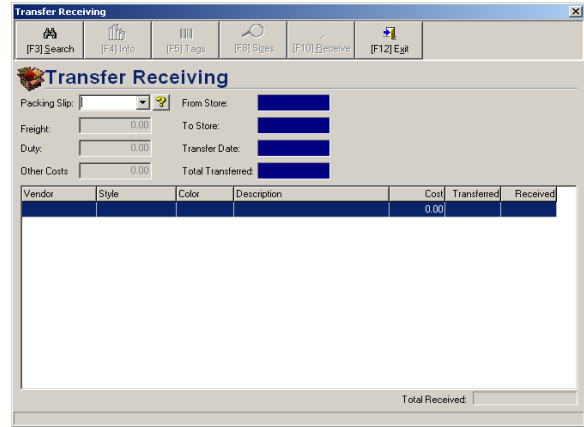 Transfer Receiving
[F3] Search [F4] Info [F5] Tags [F8] Sizes [F10] Receive [F12] Exit
Transfer Receiving
Packing Slip: From Store:
Freight: 0.00 To Store:
Duty: 0.00 Transfer Date:
Other Costs 0.00 Total Transferred:
Vendor Style Color Description Cost Transferred Received
0.00
Total Received: